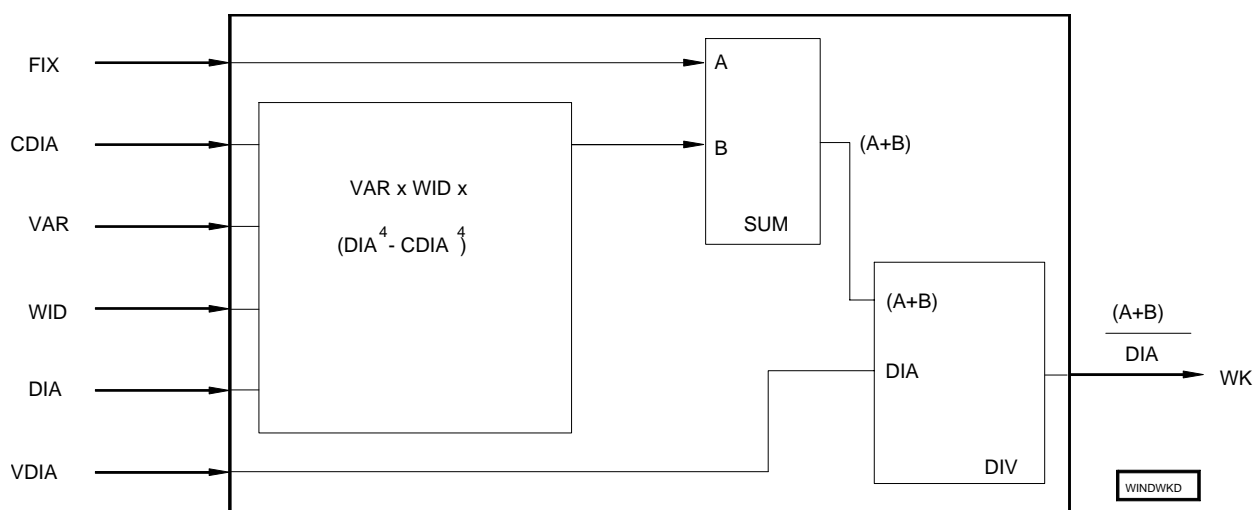 FIX
CDIA
VAR
WID
DIA
VDIA
VAR x WID x
(DIA⁴ - CDIA⁴)
A
B
SUM
(A+B)
(A+B)
DIA
DIV
(A+B)
DIA
WK
WINDWKD